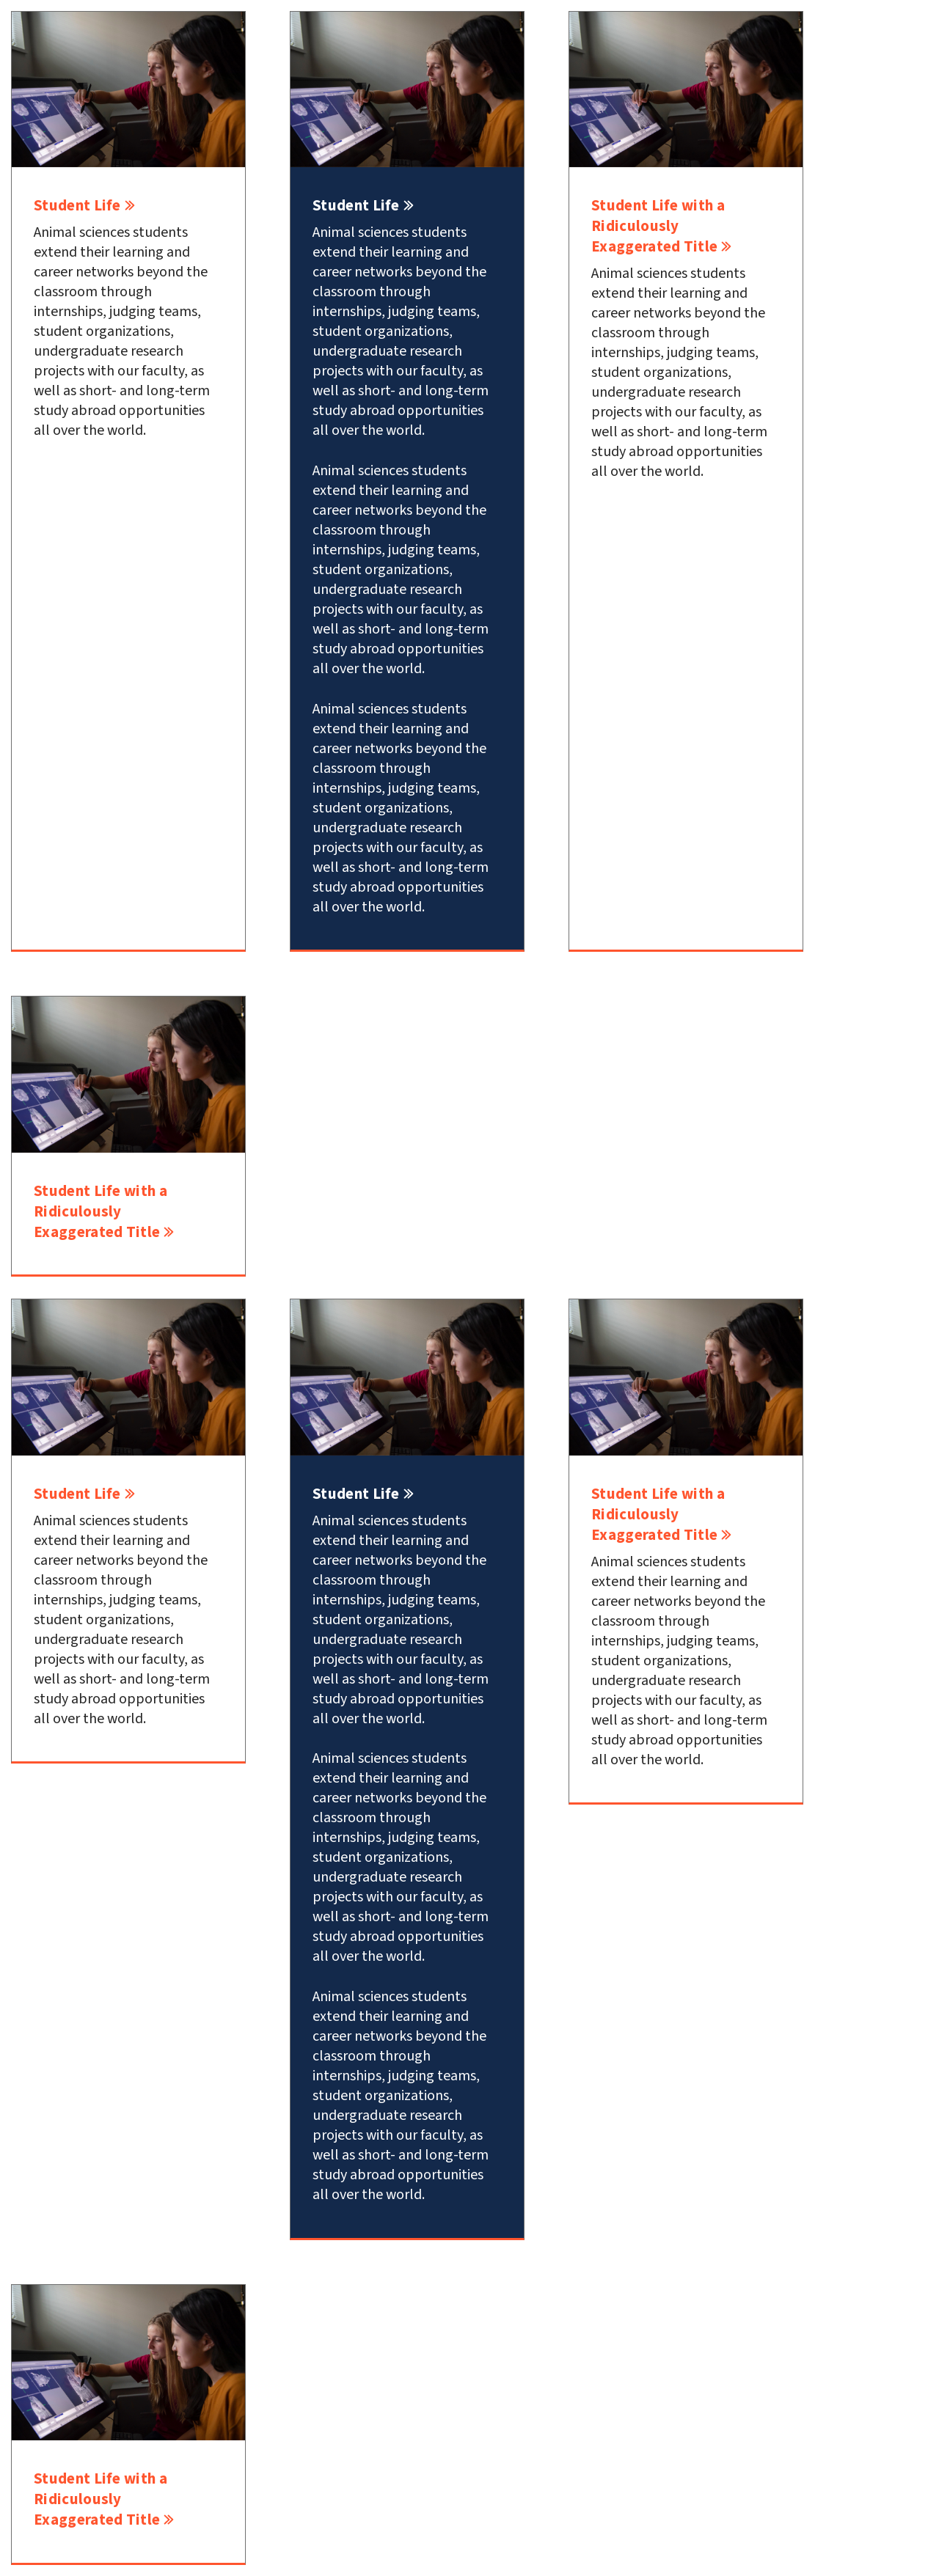 Student Life »
Animal sciences students
extend their learning and
career networks beyond the
classroom through
internships, judging teams,
student organizations,
undergraduate research
projects with our faculty, as
well as short- and long-term
study abroad opportunities
all over the world.
Student Life »
Animal sciences students
extend their learning and
career networks beyond the
classroom through
internships, judging teams,
student organizations,
undergraduate research
projects with our faculty, as
well as short- and long-term
study abroad opportunities
all over the world.
Animal sciences students
extend their learning and
career networks beyond the
classroom through
internships, judging teams,
student organizations,
undergraduate research
projects with our faculty, as
well as short- and long-term
study abroad opportunities
all over the world.
Animal sciences students
extend their learning and
career networks beyond the
classroom through
internships, judging teams,
student organizations,
undergraduate research
projects with our faculty, as
well as short- and long-term
study abroad opportunities
all over the world.
Student Life with a
Ridiculously
Exaggerated Title »
Animal sciences students
extend their learning and
career networks beyond the
classroom through
internships, judging teams,
student organizations,
undergraduate research
projects with our faculty, as
well as short- and long-term
study abroad opportunities
all over the world.
Student Life with a
Ridiculously
Exaggerated Title »
Student Life »
Animal sciences students
extend their learning and
career networks beyond the
classroom through
internships, judging teams,
student organizations,
undergraduate research
projects with our faculty, as
well as short- and long-term
study abroad opportunities
all over the world.
Student Life »
Animal sciences students
extend their learning and
career networks beyond the
classroom through
internships, judging teams,
student organizations,
undergraduate research
projects with our faculty, as
well as short- and long-term
study abroad opportunities
all over the world.
Animal sciences students
extend their learning and
career networks beyond the
classroom through
internships, judging teams,
student organizations,
undergraduate research
projects with our faculty, as
well as short- and long-term
study abroad opportunities
all over the world.
Animal sciences students
extend their learning and
career networks beyond the
classroom through
internships, judging teams,
student organizations,
undergraduate research
projects with our faculty, as
well as short- and long-term
study abroad opportunities
all over the world.
Student Life with a
Ridiculously
Exaggerated Title »
Animal sciences students
extend their learning and
career networks beyond the
classroom through
internships, judging teams,
student organizations,
undergraduate research
projects with our faculty, as
well as short- and long-term
study abroad opportunities
all over the world.
Student Life with a
Ridiculously
Exaggerated Title »